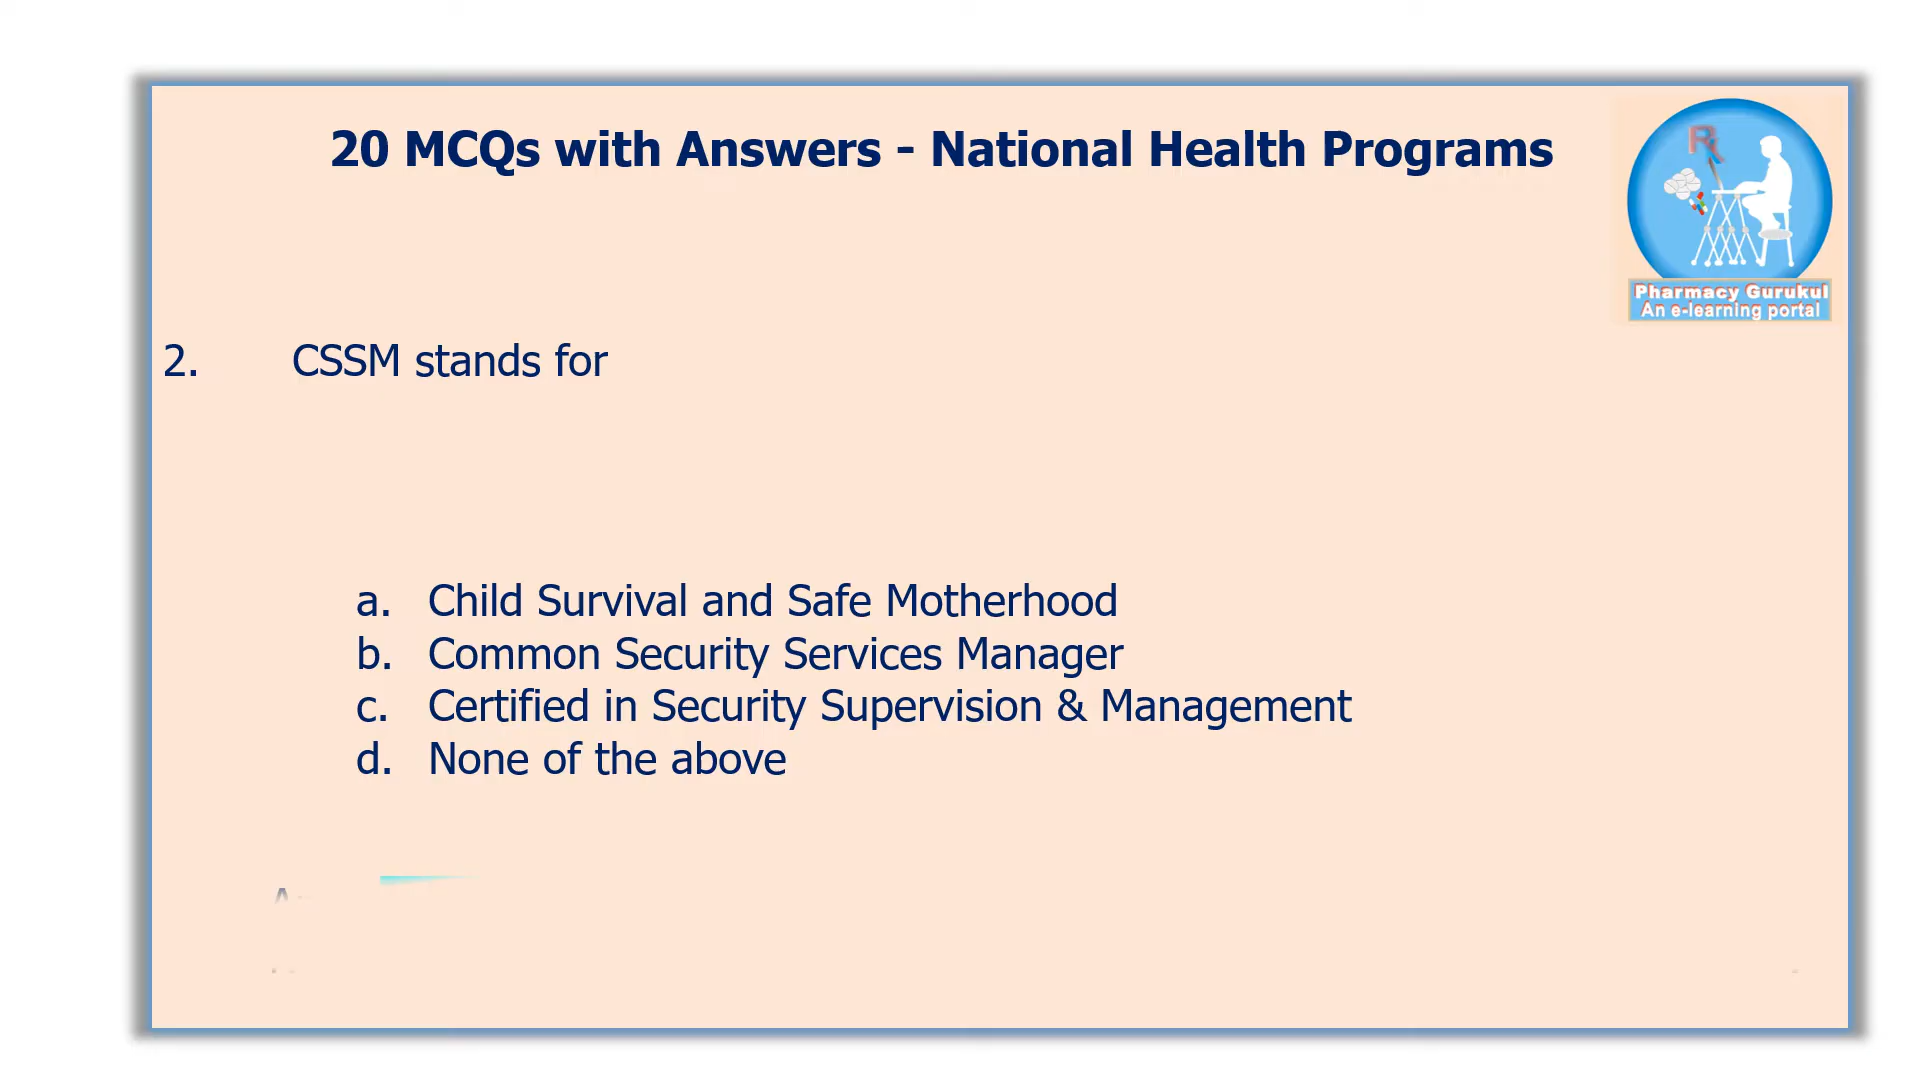 20 MCQs with Answers - National Health Programs
Rx
Pharmacy Gurukul
An e-learning portal
2. CSSM stands for
a. Child Survival and Safe Motherhood
b. Common Security Services Manager
c. Certified in Security Supervision & Management
d. None of the above